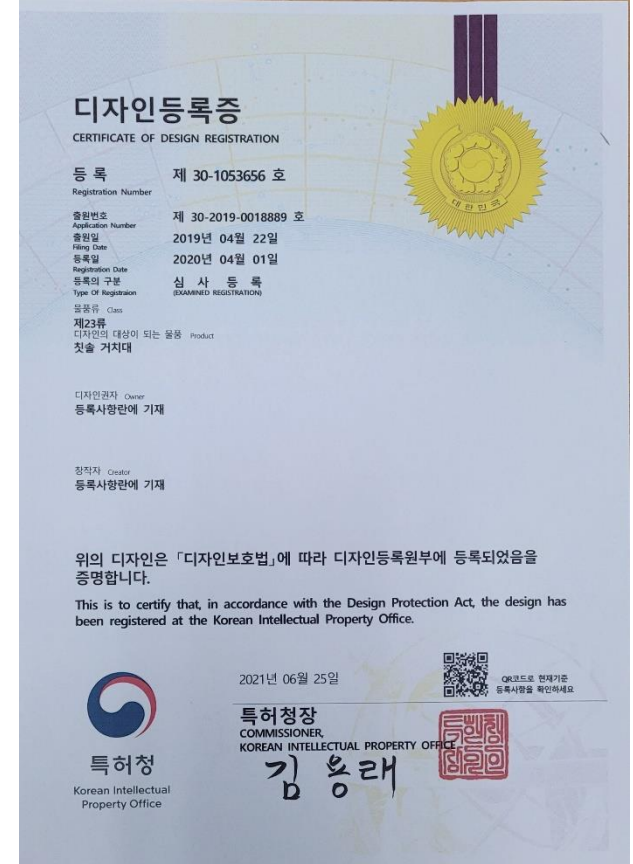 디자인등록증
CERTIFICATE OF DESIGN REGISTRATION
등 록 제 30-1053656 호
Registration Number
출원번호 제 30-2019-0018889 호
Application Number
출원일 2019년 04월 22일
Filing Date
등록일 2020년 04월 01일
Registration Date
등록의 구분 심 사 등 록
Type Of Registraion (EXAMINED REGISTRATION)
물품류 Class
제23류
디자인의 대상이 되는 물품 Product
칫솔 거치대
디자인권자 Owner
등록사항란에 기재
창작자 Creator
등록사항란에 기재
대한민국
위의 디자인은 「디자인보호법」에 따라 디자인등록원부에 등록되었음을
증명합니다.
This is to certify that, in accordance with the Design Protection Act, the design has
been registered at the Korean Intellectual Property Office.
2021년 06월 25일
QR코드로 현재기준
등록사항을 확인하세요
특허청장
COMMISSIONER,
KOREAN INTELLECTUAL PROPERTY OFFICE
김용래
특허청
Korean Intellectual
Property Office